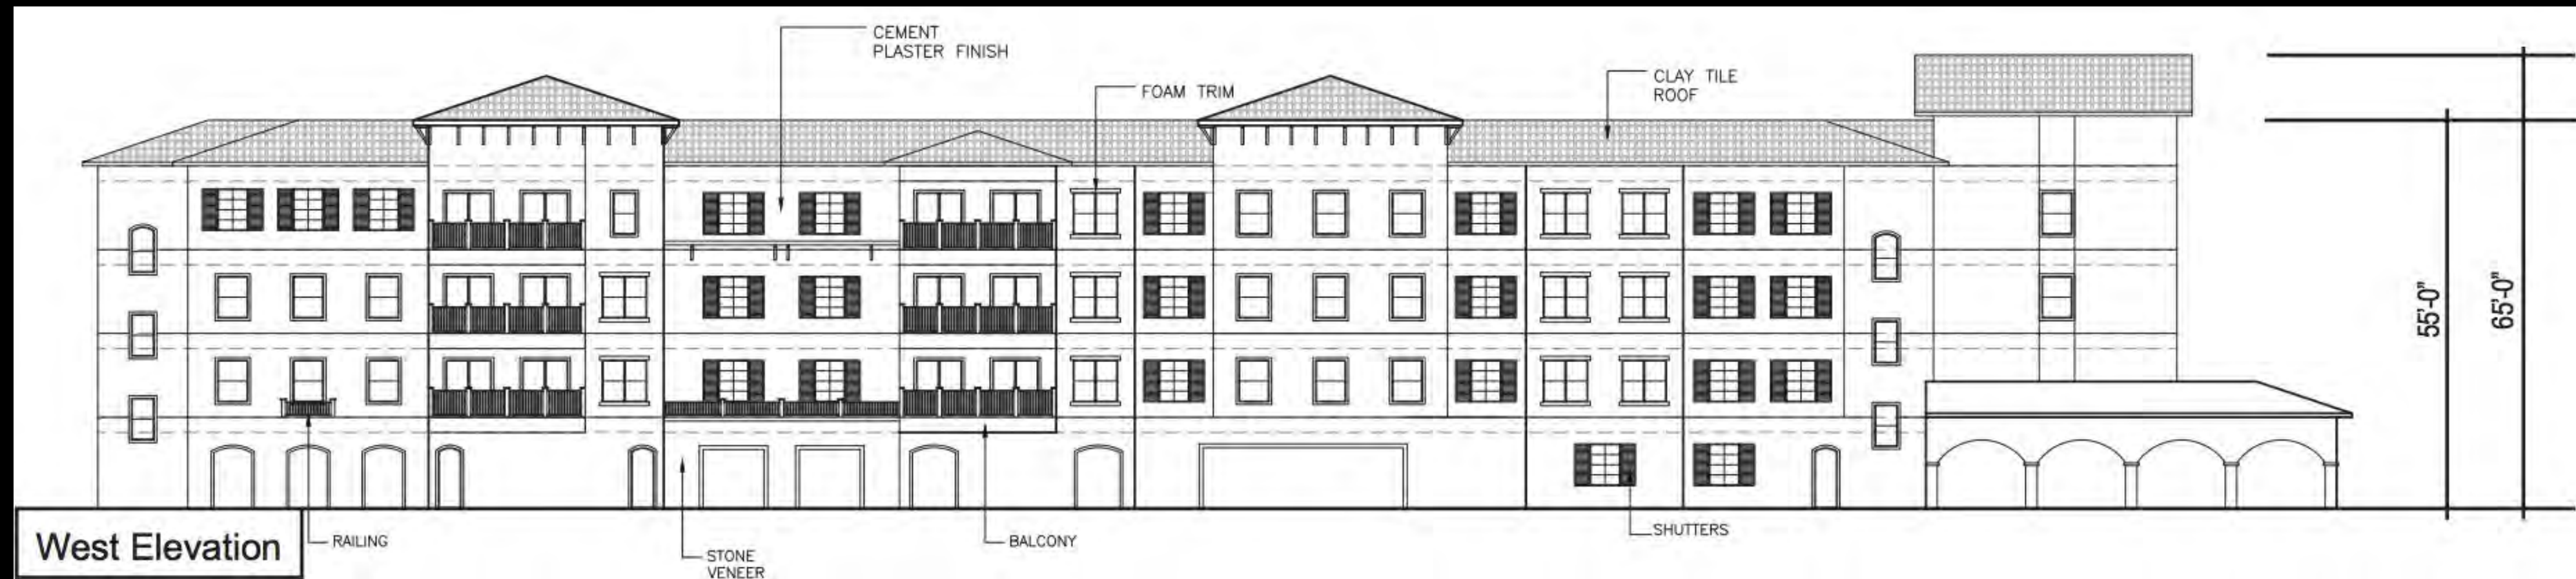 CEMENT
PLASTER FINISH
FOAM TRIM
CLAY TILE
ROOF
55'-0"
65'-0"
West Elevation
RAILING
STONE
VENEER
BALCONY
SHUTTERS